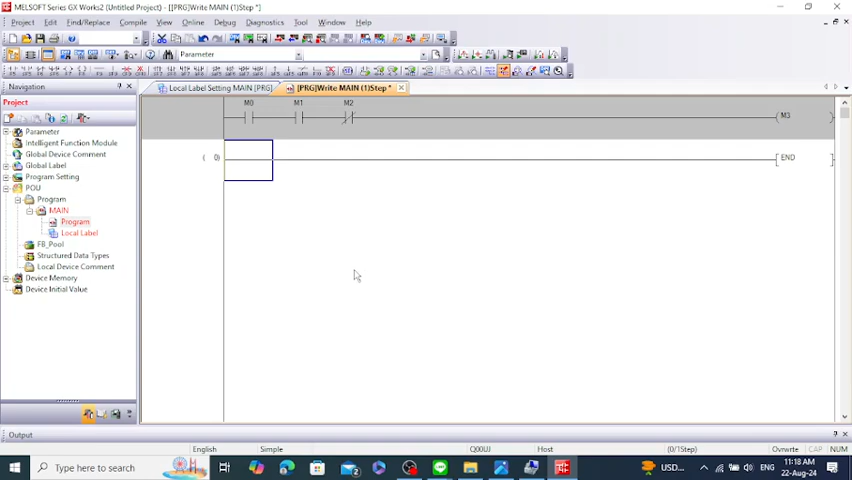 MELSOFT Series GX Works2 (Untitled Project) - [[PRG]Write MAIN (1)Step *]
Project Edit Find/Replace Compile View Online Debug Diagnostics Tool Window Help
Parameter
Navigation
Local Label Setting MAIN [PRG]
[PRG]Write MAIN (1)Step *
Project
M0 M1 M2
M3
( 0)
END
Parameter
Intelligent Function Module
Global Device Comment
Global Label
Program Setting
POU
Program
MAIN
Program
Local Label
FB_Pool
Structured Data Types
Local Device Comment
Device Memory
Device Initial Value
Output
English Simple Q00UJ Host (0/1Step) Ovrwrte CAP NUM
Type here to search
USD...
ENG
11:18 AM
22-Aug-24